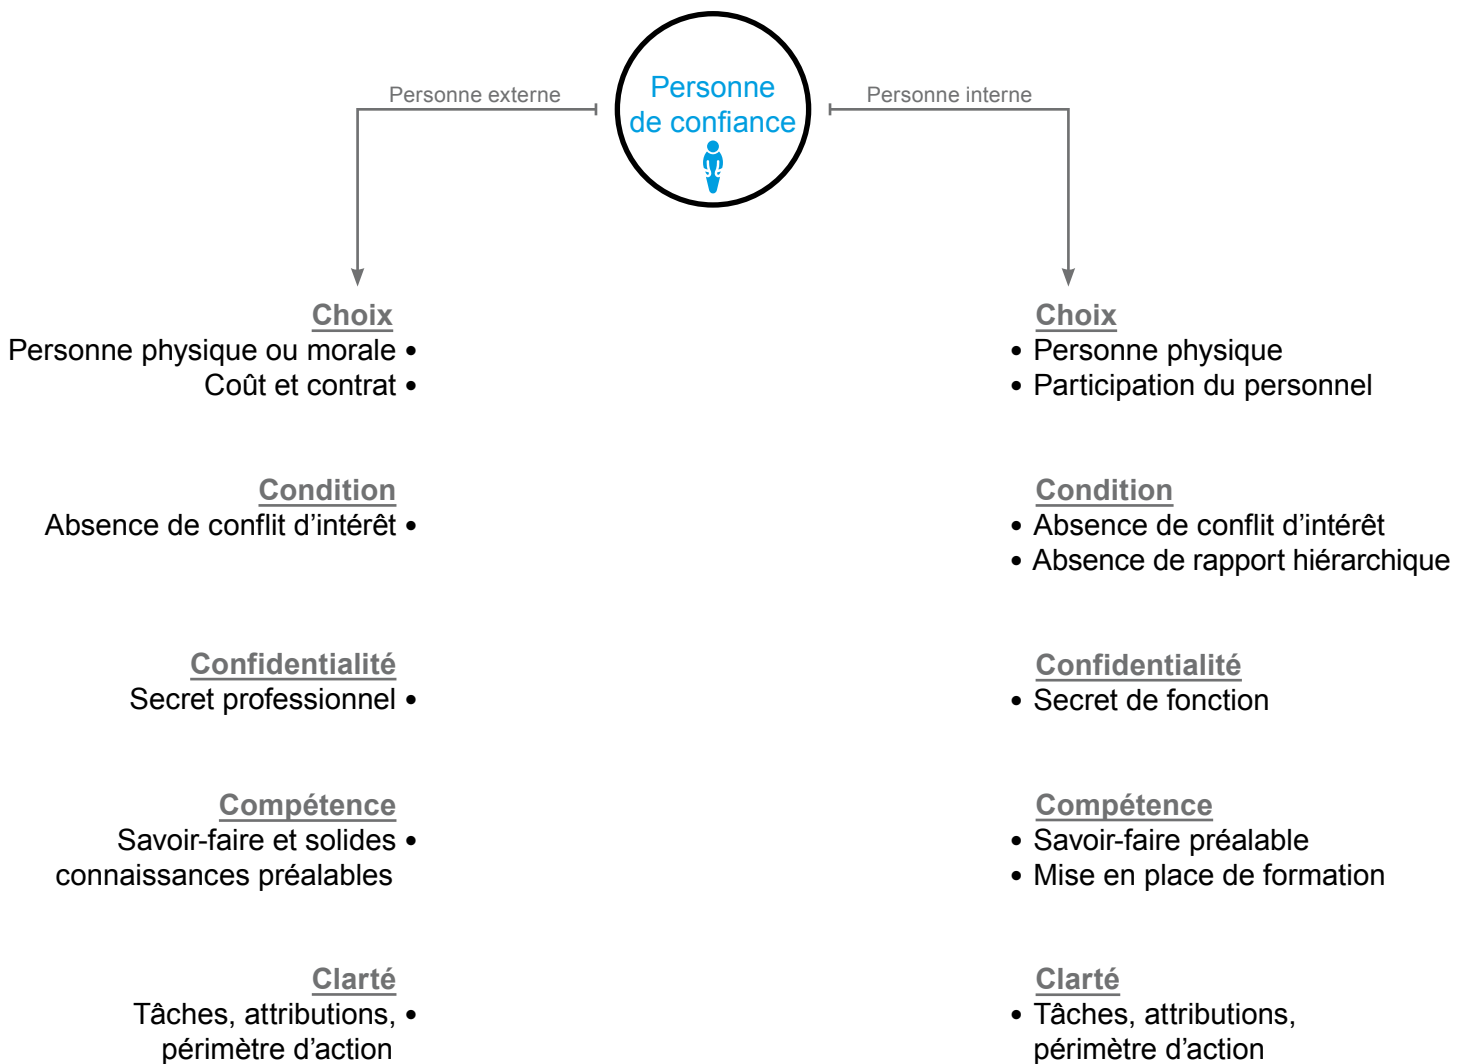 Personne
de confiance
Personne externe
Choix
Personne physique ou morale •
Coût et contrat •
Condition
Absence de conflit d’intérêt •
Confidentialité
Secret professionnel •
Compétence
Savoir-faire et solides •
connaissances préalables
Clarté
Tâches, attributions, •
périmètre d’action
Personne interne
Choix
• Personne physique
• Participation du personnel
Condition
• Absence de conflit d’intérêt
• Absence de rapport hiérarchique
Confidentialité
• Secret de fonction
Compétence
• Savoir-faire préalable
• Mise en place de formation
Clarté
• Tâches, attributions,
périmètre d’action